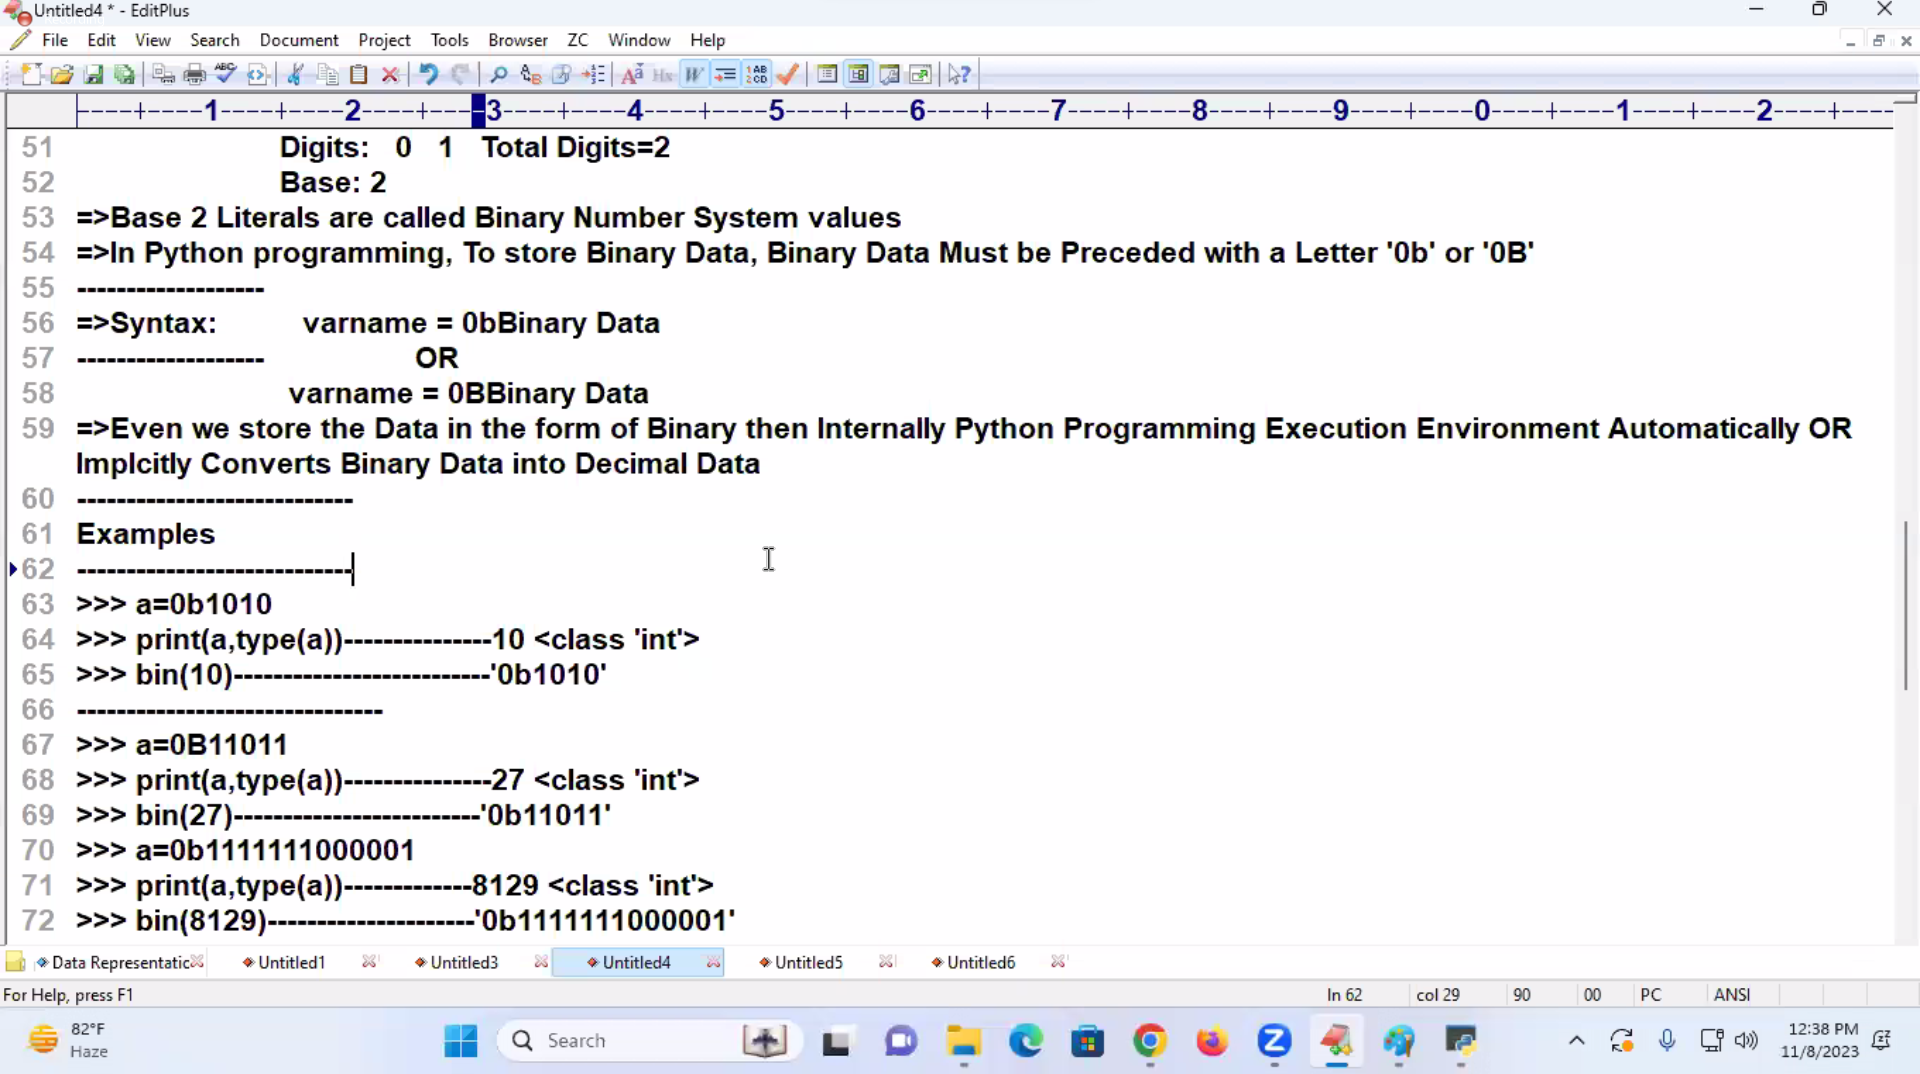 Untitled4 * - EditPlus
File Edit View Search Document Project Tools Browser ZC Window Help
----+----1----+----2----+----3----+----4----+----5----+----6----+----7----+----8----+----9----+----0----+----1----+----2----+----
51 Digits: 0 1 Total Digits=2
52 Base: 2
53 =>Base 2 Literals are called Binary Number System values
54 =>In Python programming, To store Binary Data, Binary Data Must be Preceded with a Letter '0b' or '0B'
55 -------------------
56 =>Syntax: varname = 0bBinary Data
57 ------------------- OR
58 varname = 0BBinary Data
59 =>Even we store the Data in the form of Binary then Internally Python Programming Execution Environment Automatically OR
Implcitly Converts Binary Data into Decimal Data
60 ----------------------------
61 Examples
62 ----------------------------
63 >>> a=0b1010
64 >>> print(a,type(a))---------------10 <class 'int'>
65 >>> bin(10)--------------------------'0b1010'
66 -------------------------------
67 >>> a=0B11011
68 >>> print(a,type(a))---------------27 <class 'int'>
69 >>> bin(27)-------------------------'0b11011'
70 >>> a=0b1111111000001
71 >>> print(a,type(a))-------------8129 <class 'int'>
72 >>> bin(8129)---------------------'0b1111111000001'
Data Representatic Untitled1 Untitled3 Untitled4 Untitled5 Untitled6
For Help, press F1 ln 62 col 29 90 00 PC ANSI
82°F
Haze
Search
12:38 PM
11/8/2023